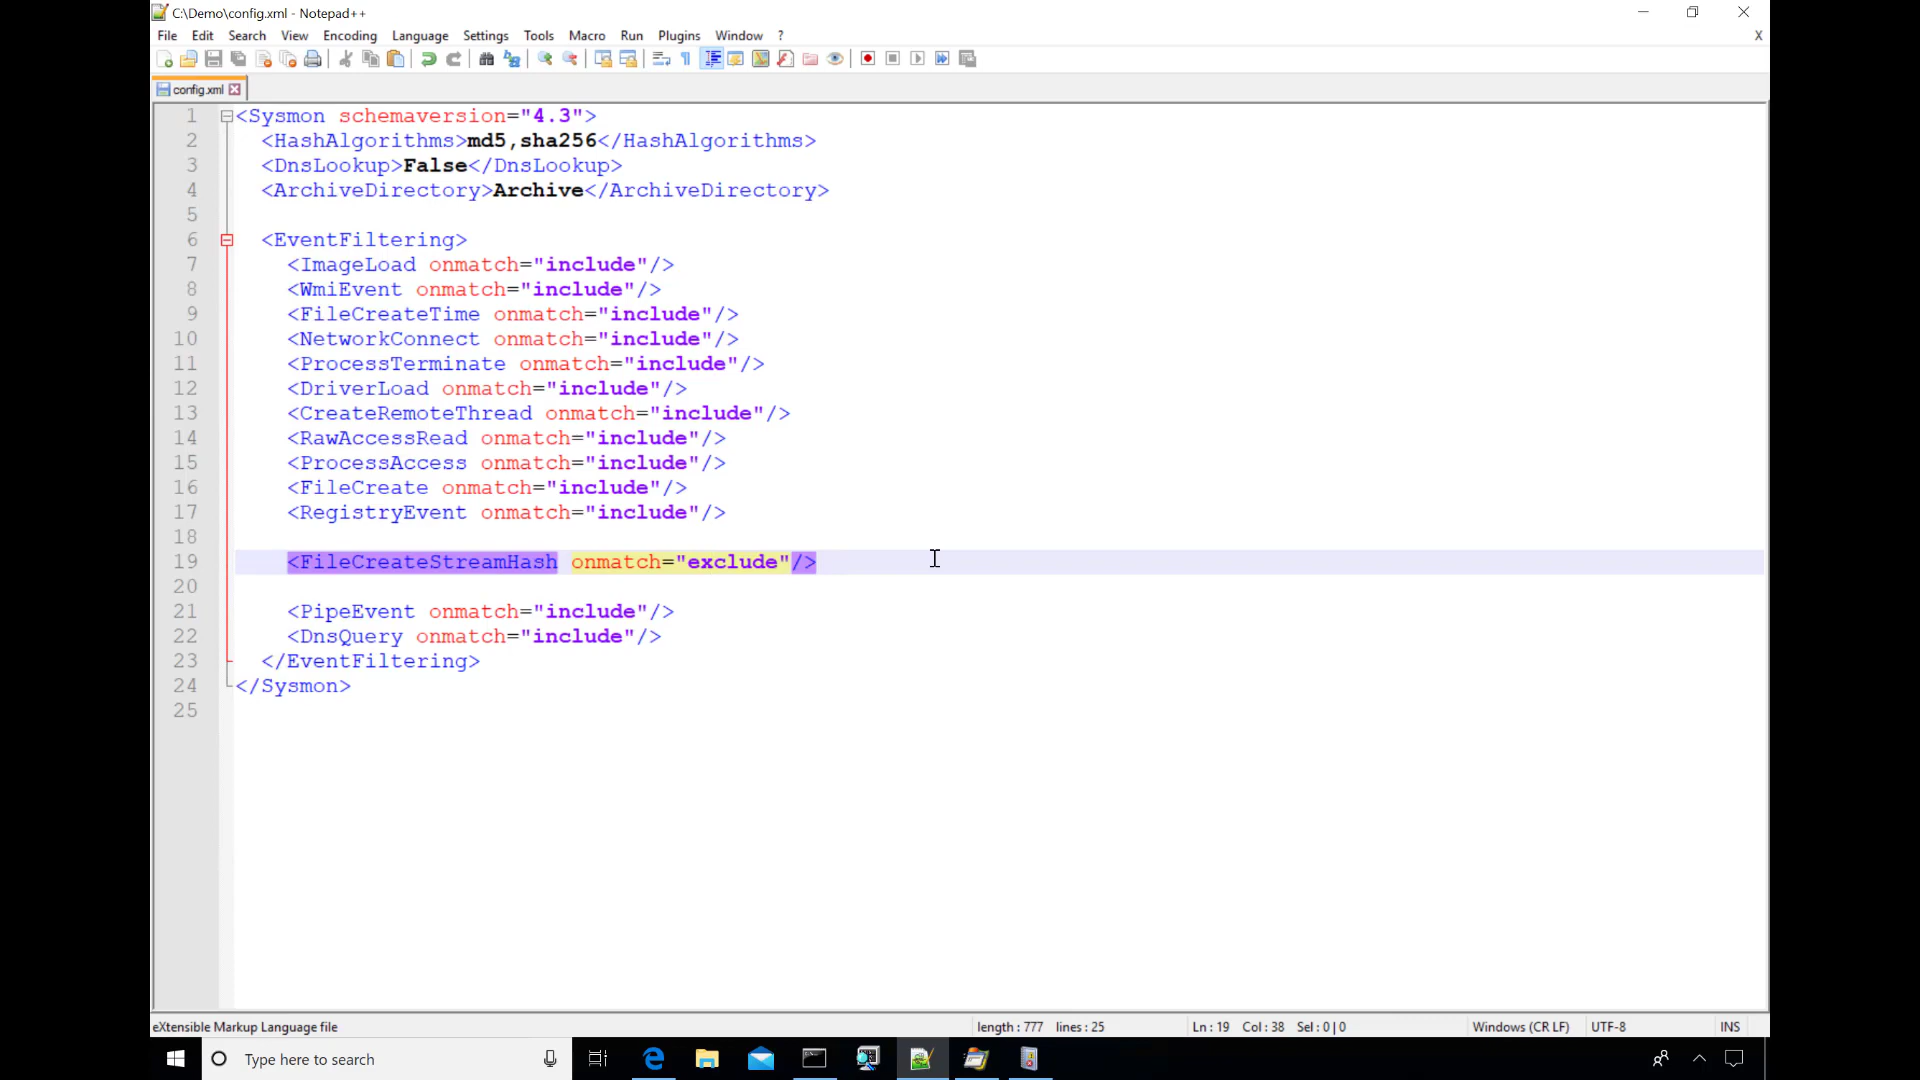 C:\Demo\config.xml - Notepad++
File Edit Search View Encoding Language Settings Tools Macro Run Plugins Window ? X
config.xml
1 <Sysmon schemaversion="4.3">
2 <HashAlgorithms>md5,sha256</HashAlgorithms>
3 <DnsLookup>False</DnsLookup>
4 <ArchiveDirectory>Archive</ArchiveDirectory>
5
6 <EventFiltering>
7 <ImageLoad onmatch="include"/>
8 <WmiEvent onmatch="include"/>
9 <FileCreateTime onmatch="include"/>
10 <NetworkConnect onmatch="include"/>
11 <ProcessTerminate onmatch="include"/>
12 <DriverLoad onmatch="include"/>
13 <CreateRemoteThread onmatch="include"/>
14 <RawAccessRead onmatch="include"/>
15 <ProcessAccess onmatch="include"/>
16 <FileCreate onmatch="include"/>
17 <RegistryEvent onmatch="include"/>
18
19 <FileCreateStreamHash onmatch="exclude"/>
20
21 <PipeEvent onmatch="include"/>
22 <DnsQuery onmatch="include"/>
23 </EventFiltering>
24 </Sysmon>
25
eXtensible Markup Language file length : 777 lines : 25 Ln : 19 Col : 38 Sel : 0 | 0 Windows (CR LF) UTF-8 INS
Type here to search